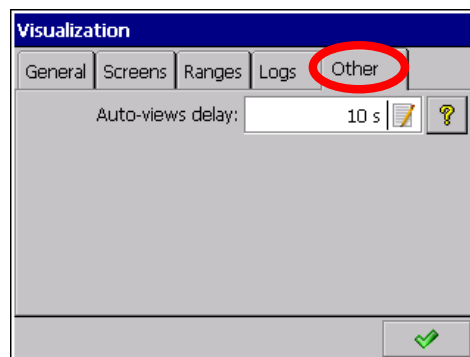 Visualization
General Screens Ranges Logs Other
Auto-views delay: 10 s ?